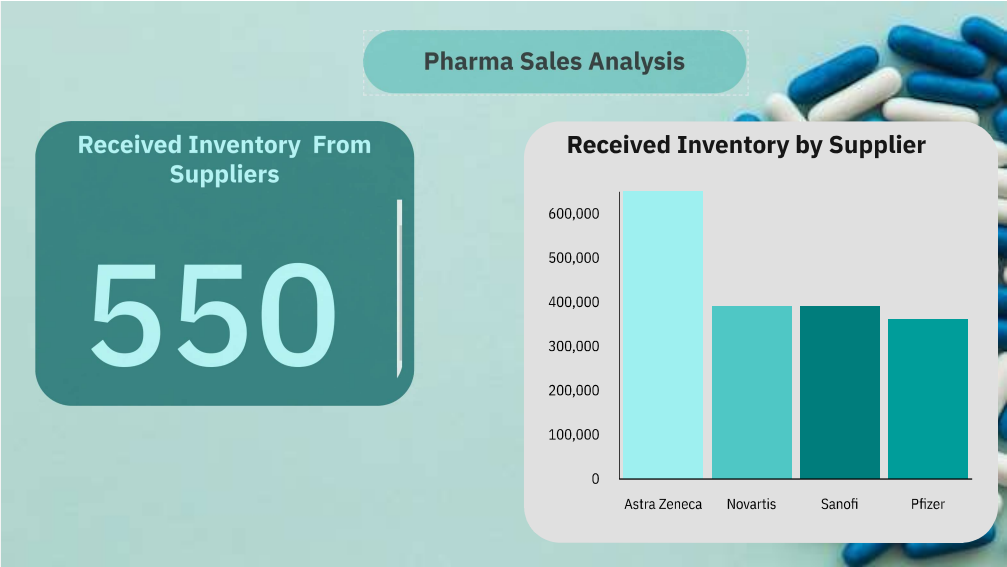 Pharma Sales Analysis
Received Inventory  From
Suppliers
550
Received Inventory by Supplier
600,000
500,000
400,000
300,000
200,000
100,000
0
Astra Zeneca
Novartis
Sanofi
Pfizer